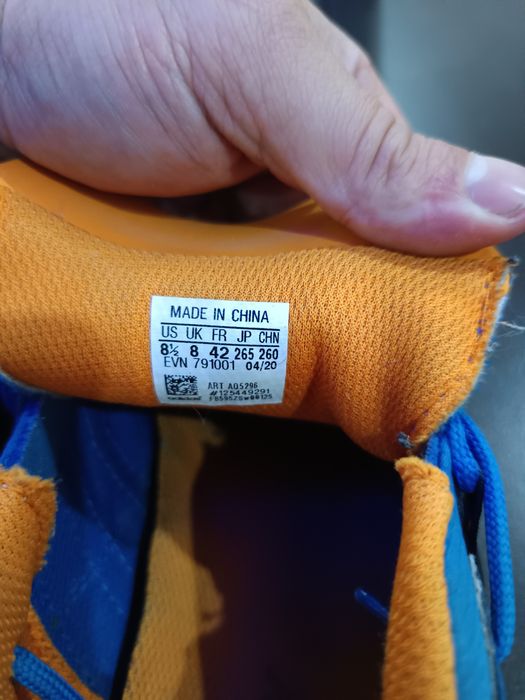 MADE IN CHINA
US UK FR JP CHN
8½ 8 42 265 260
EVN 791001 04/20
ART AQ5296
#125449291